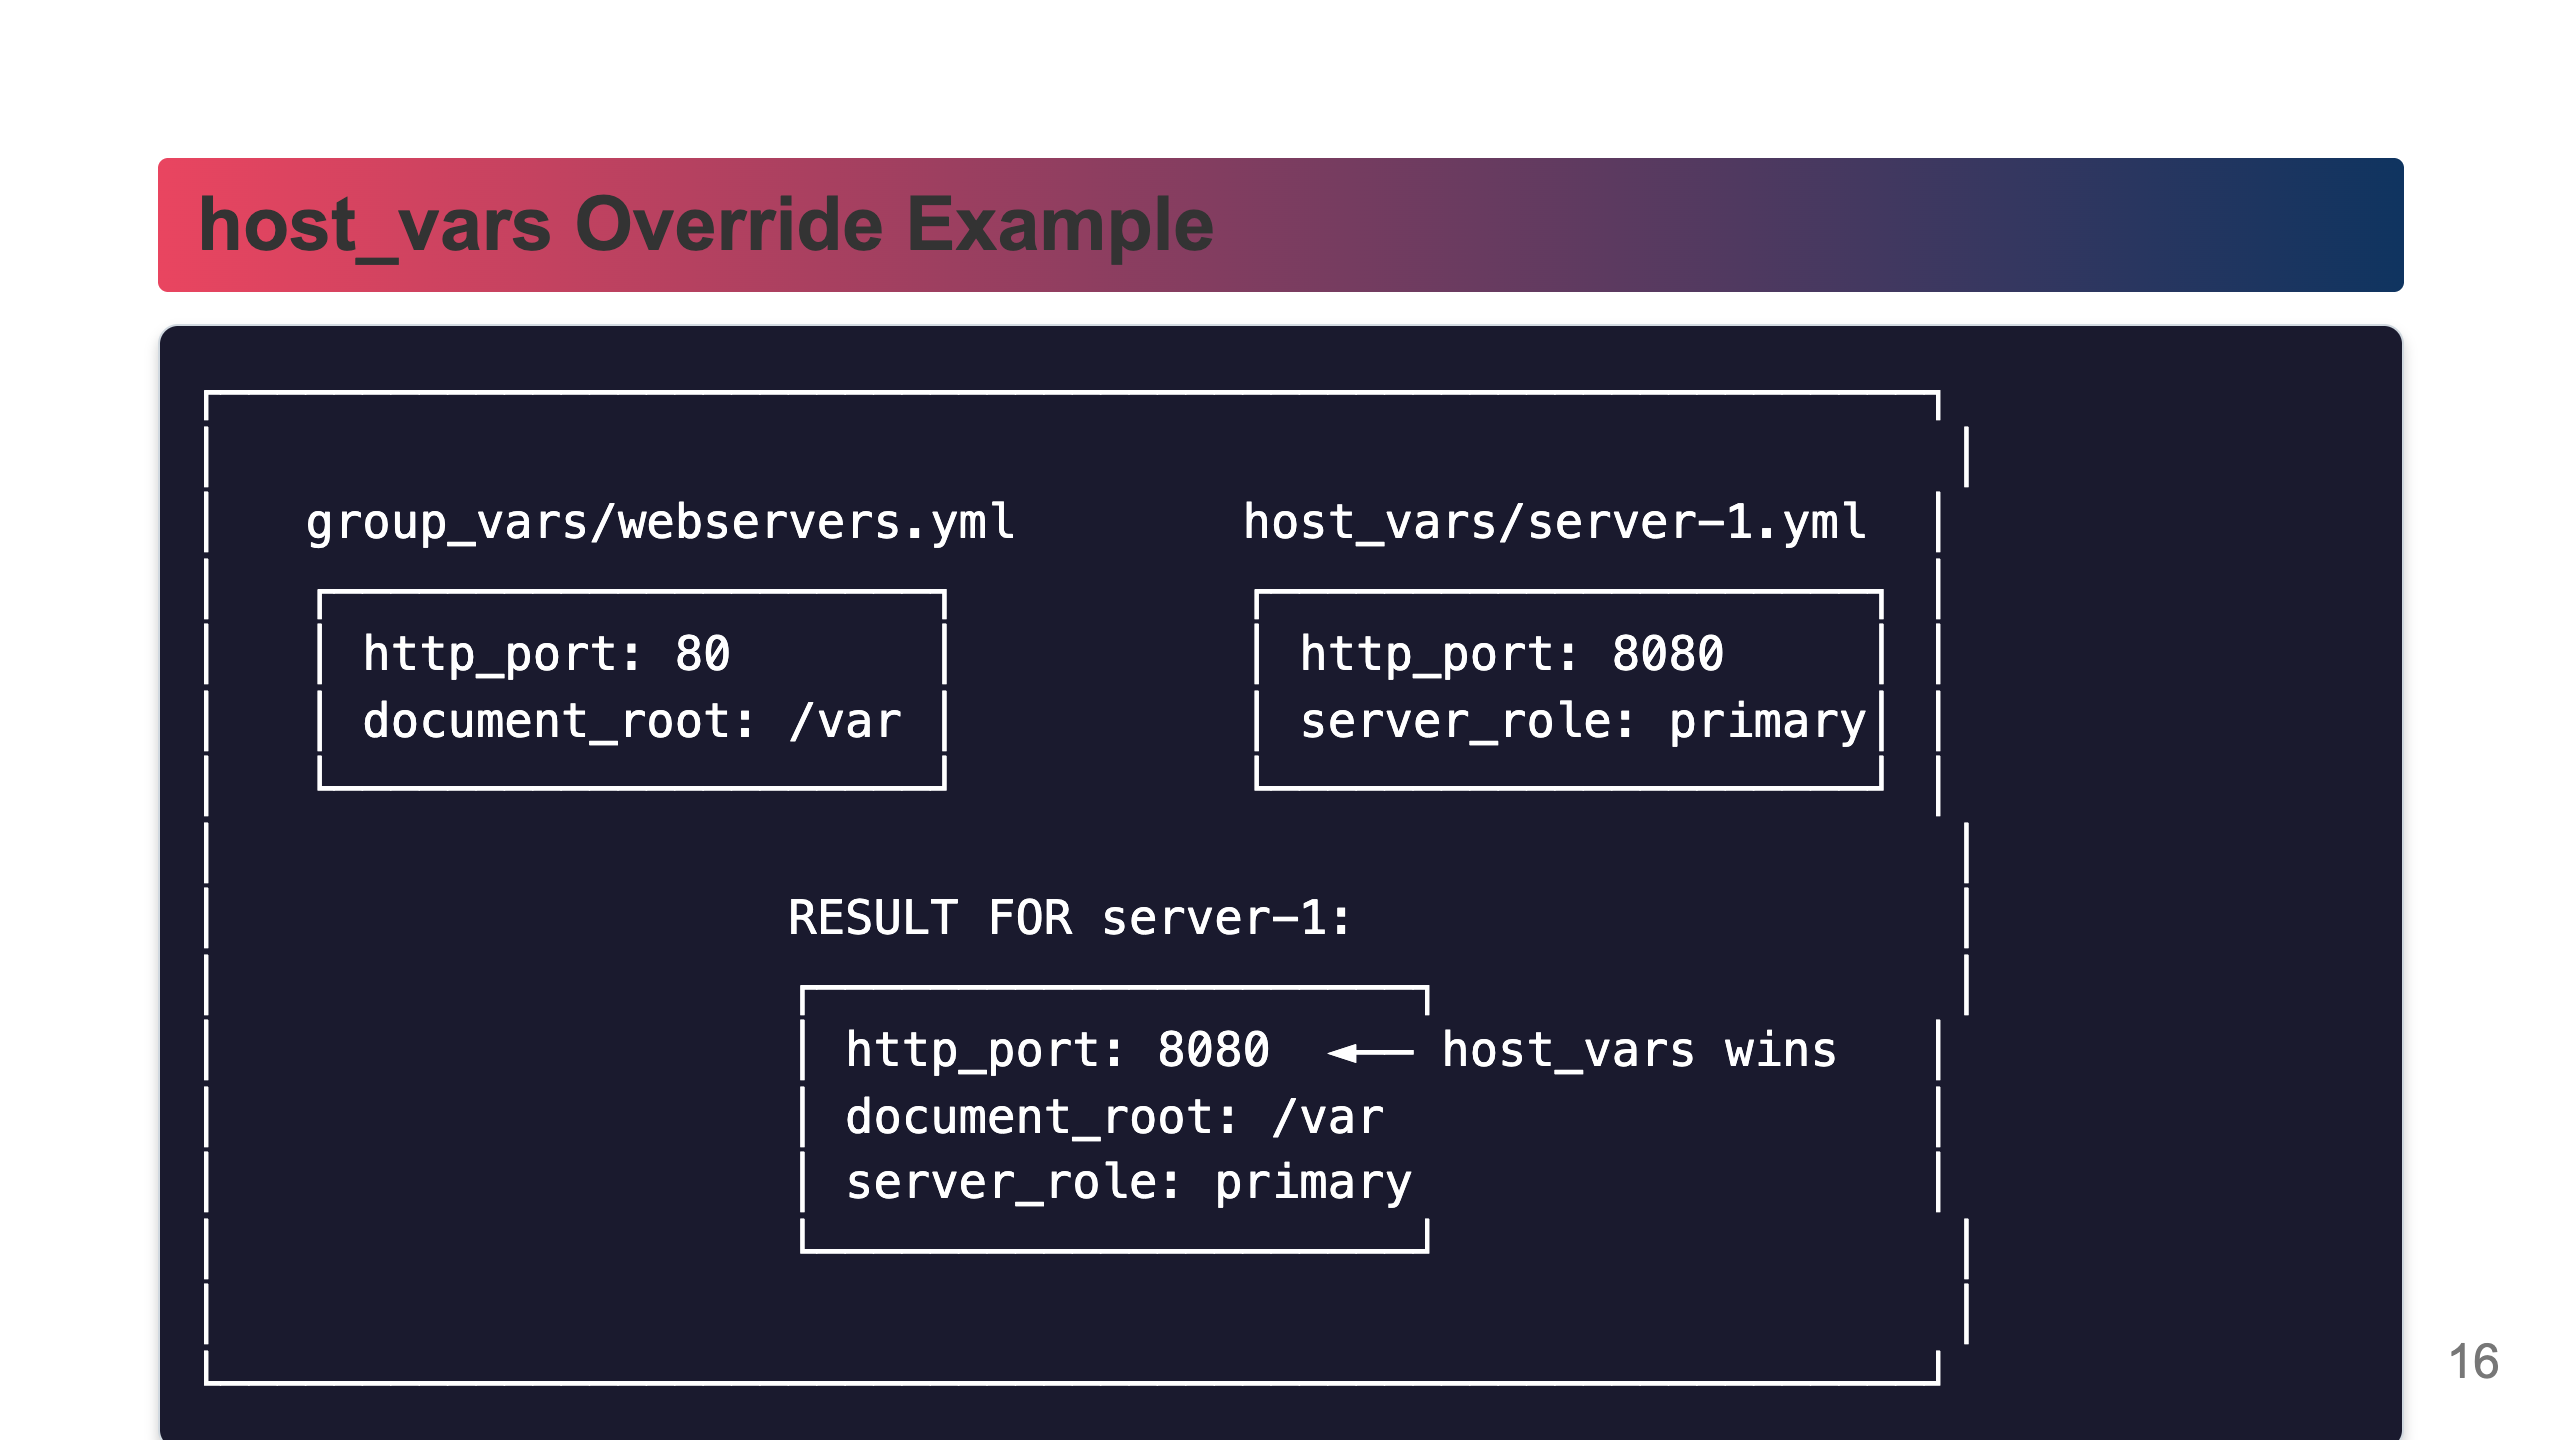 host_vars Override Example
group_vars/webservers.yml host_vars/server-1.yml
http_port: 80 http_port: 8080
document_root: /var server_role: primary
RESULT FOR server-1:
http_port: 8080 ◄── host_vars wins
document_root: /var
server_role: primary
16